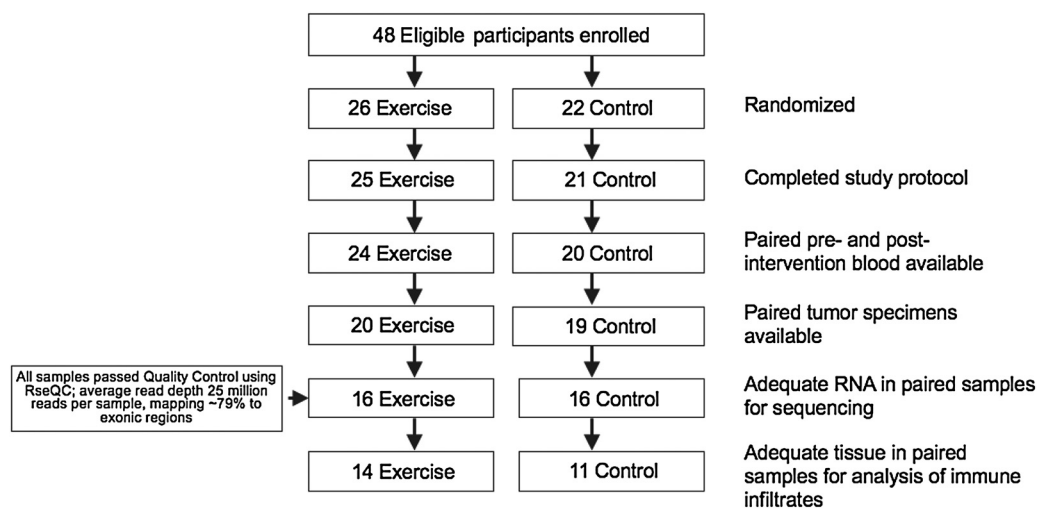 48 Eligible participants enrolled
26 Exercise
22 Control
Randomized
25 Exercise
21 Control
Completed study protocol
24 Exercise
20 Control
Paired pre- and post-
intervention blood available
20 Exercise
19 Control
Paired tumor specimens
available
All samples passed Quality Control using
RseQC; average read depth 25 million
reads per sample, mapping ~79% to
exonic regions
16 Exercise
16 Control
Adequate RNA in paired samples
for sequencing
14 Exercise
11 Control
Adequate tissue in paired
samples for analysis of immune
infiltrates